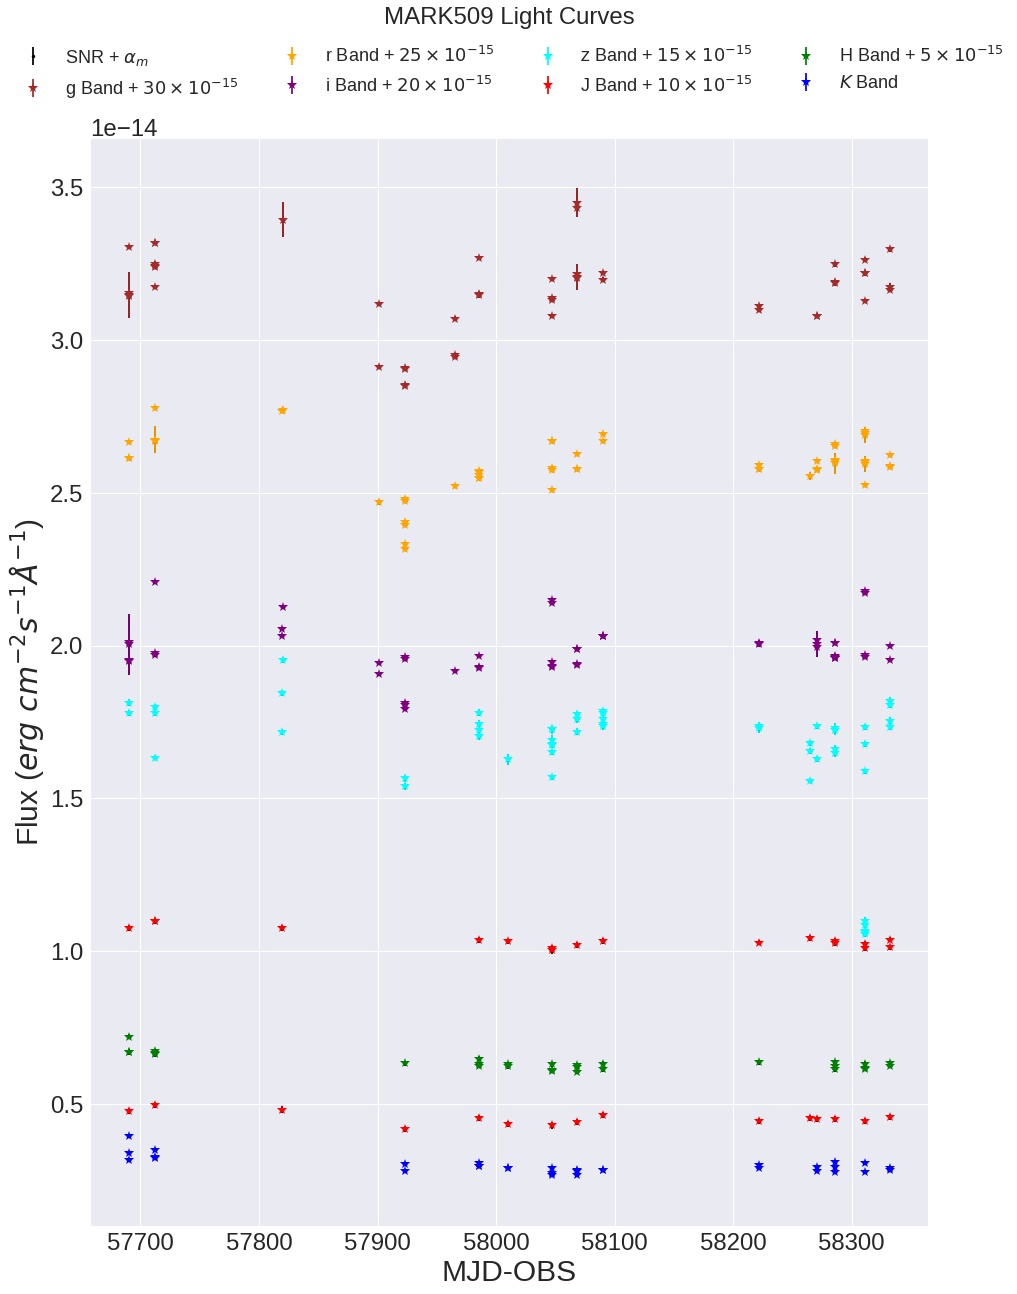 MARK509 Light Curves
SNR + α_m
r Band + 25 × 10^{−15}
z Band + 15 × 10^{−15}
H Band + 5 × 10^{−15}
g Band + 30 × 10^{−15}
i Band + 20 × 10^{−15}
J Band + 10 × 10^{−15}
K Band
1e−14
3.5
3.0
2.5
2.0
1.5
1.0
0.5
Flux (erg cm^{−2}s^{−1}Å^{−1})
57700 57800 57900 58000 58100 58200 58300
MJD-OBS